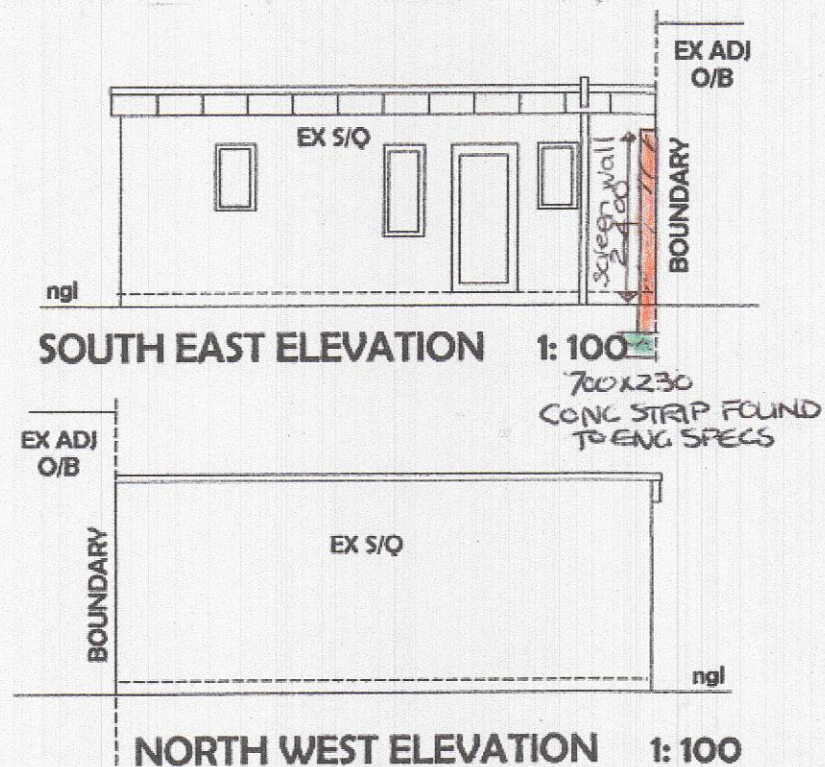 EX ADJ
O/B
EX S/Q
screen wall
2400
BOUNDARY
ngl
SOUTH EAST ELEVATION 1: 100
700x230
CONC STRIP FOUND
TO ENG SPECS
EX ADJ
O/B
BOUNDARY
EX S/Q
ngl
NORTH WEST ELEVATION 1: 100